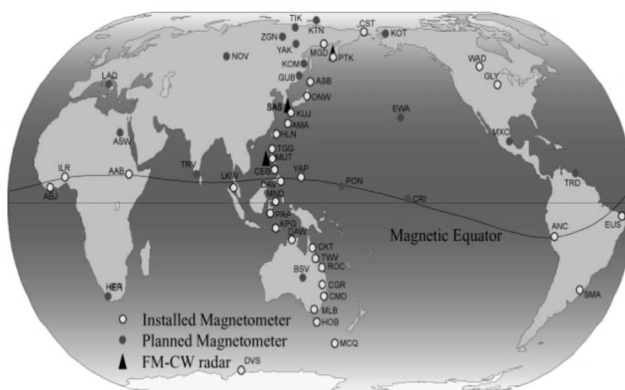 TIK
KTN
CST
ZGN
YAK
MGD
PTK
KOT
NOV
KOM
GUB
ASB
WAD
GLY
LAQ
ONW
SAS
KUJ
EWA
AMA
MXC
ASW
HLN
TGG
MUT
ILR
AAB
TRV
CEB
YAP
TRD
LKW
DAV
PON
ABJ
MND
CRI
PRP
EUS
KPG
Magnetic Equator
ANC
DAW
CKT
TWV
BSV
ROC
HER
CGR
SMA
CMD
Installed Magnetometer
MLB
HOB
Planned Magnetometer
MCQ
FM-CW radar
DVS